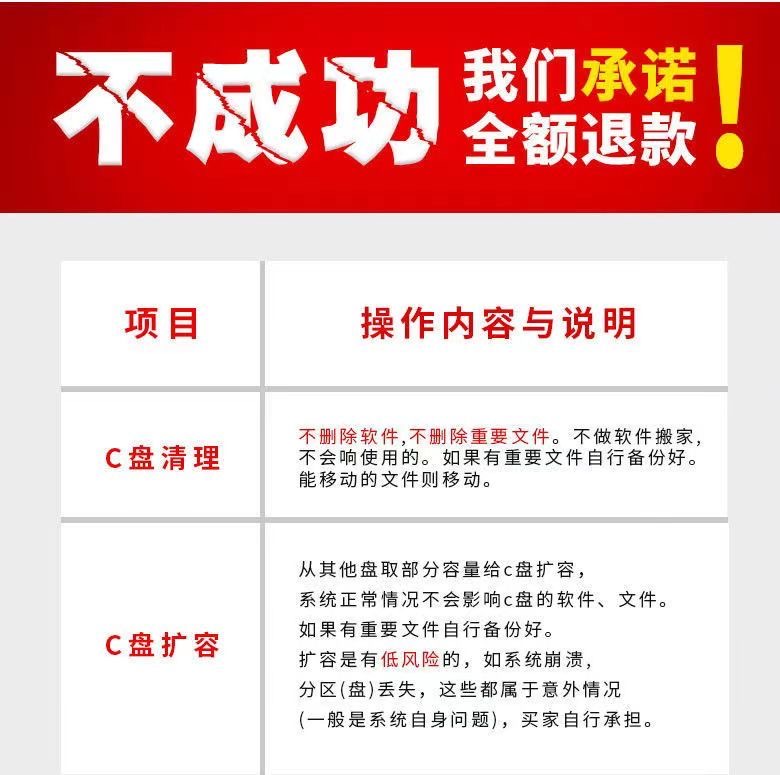 不成功
我们承诺
全额退款！
项目
操作内容与说明
C盘清理
不删除软件,不删除重要文件。不做软件搬家,
不会响使用的。如果有重要文件自行备份好。
能移动的文件则移动。
C盘扩容
从其他盘取部分容量给c盘扩容，
系统正常情况不会影响c盘的软件、文件。
如果有重要文件自行备份好。
扩容是有低风险的，如系统崩溃,
分区(盘)丢失，这些都属于意外情况
(一般是系统自身问题)，买家自行承担。